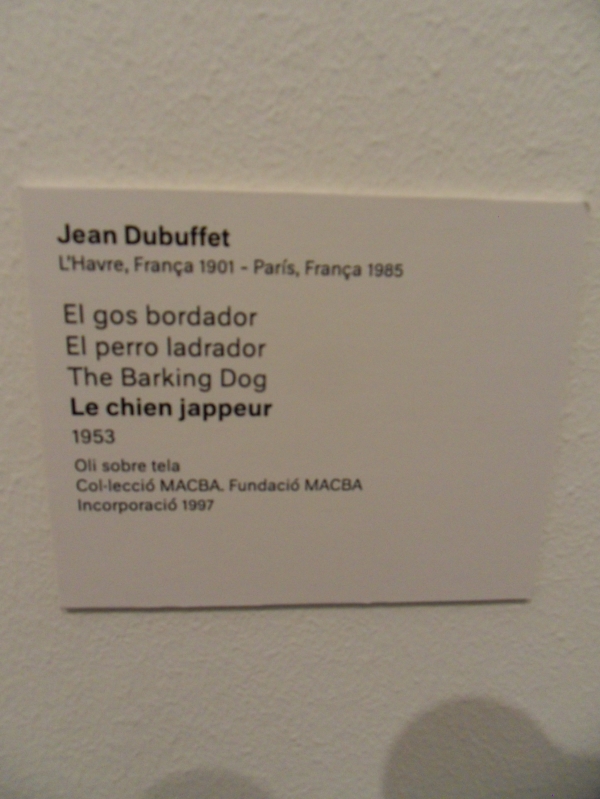 Jean Dubuffet
L'Havre, França 1901 - París, França 1985
El gos bordador
El perro ladrador
The Barking Dog
Le chien jappeur
1953
Oli sobre tela
Col·lecció MACBA. Fundació MACBA
Incorporació 1997